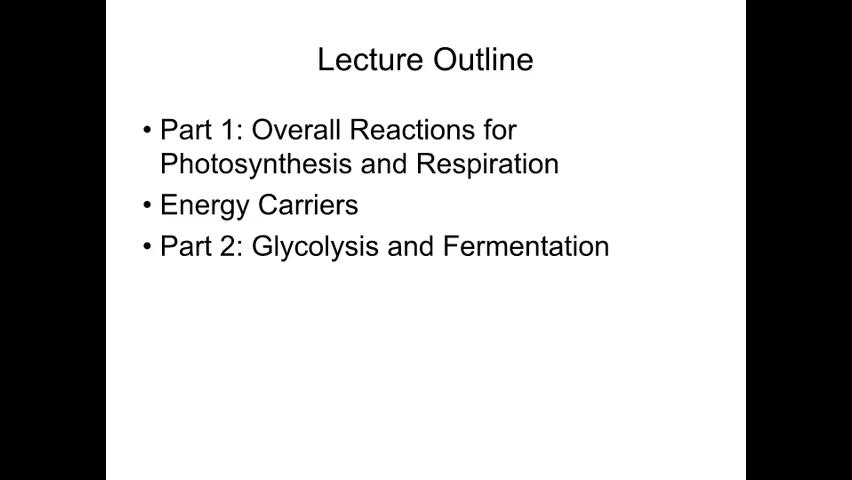 Lecture Outline
• Part 1: Overall Reactions for
Photosynthesis and Respiration
• Energy Carriers
• Part 2: Glycolysis and Fermentation